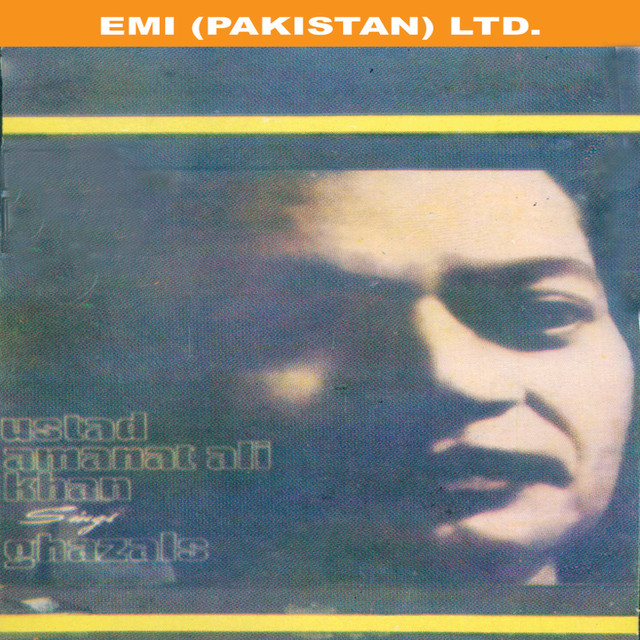 EMI (PAKISTAN) LTD.
ustad
amanat ali
khan
Sings
ghazals